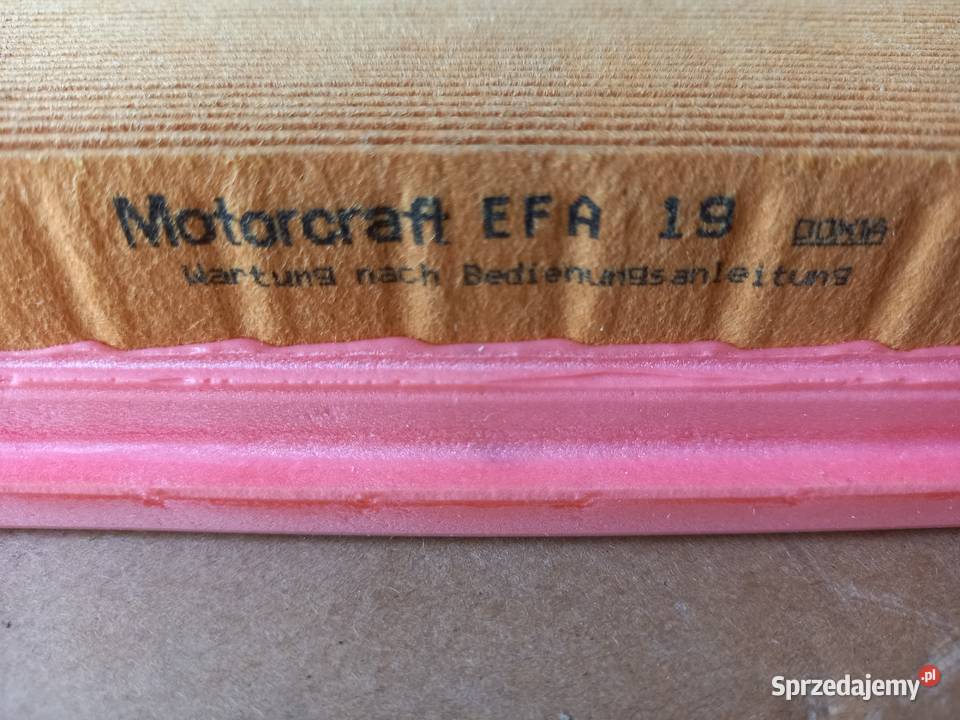 Motorcraft EFA 19
Wartung nach Bedienungsanleitung
Sprzedajemy.pl